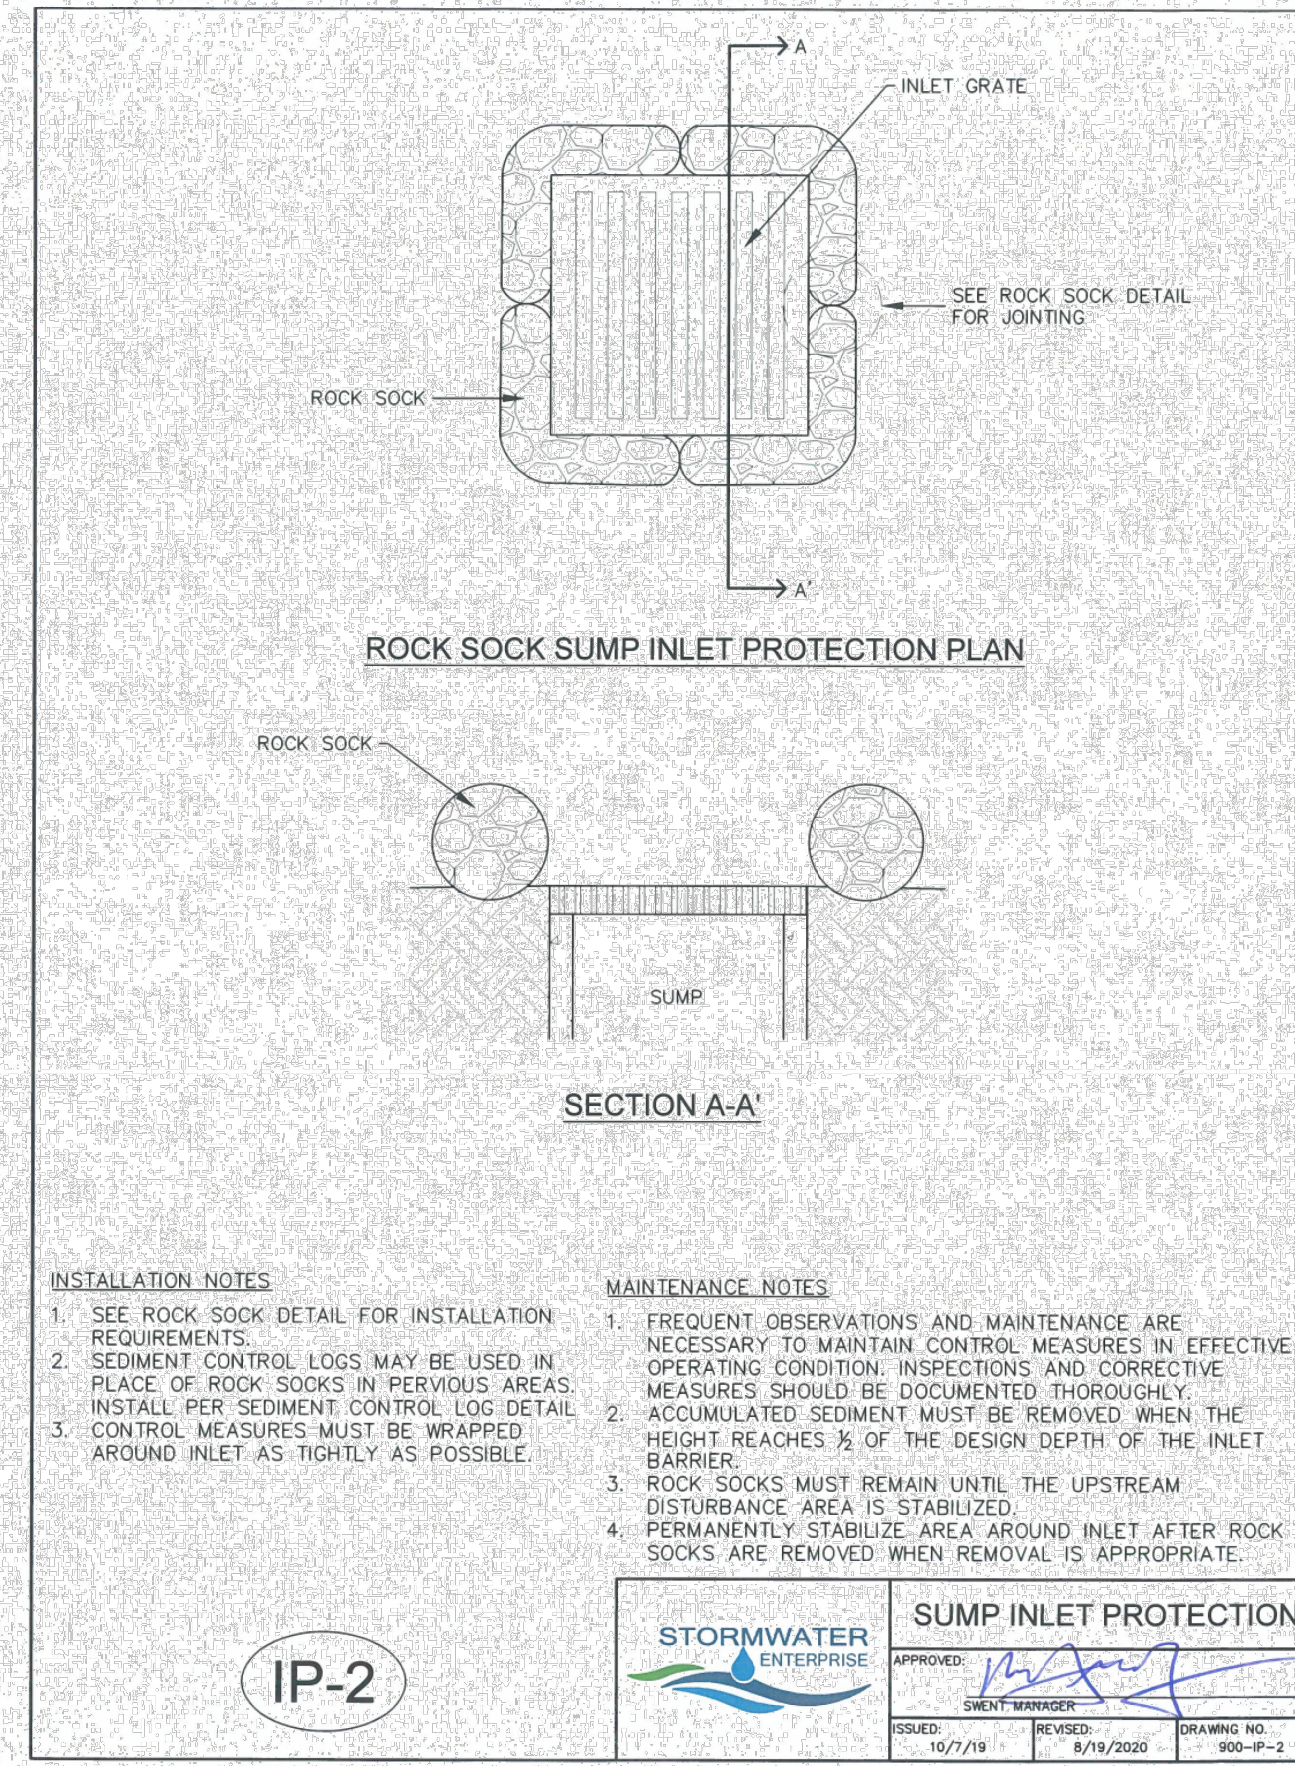 A
INLET GRATE
SEE ROCK SOCK DETAIL
FOR JOINTING
ROCK SOCK
A'
ROCK SOCK SUMP INLET PROTECTION PLAN
ROCK SOCK
SUMP
SECTION A-A'
INSTALLATION NOTES
1. SEE ROCK SOCK DETAIL FOR INSTALLATION
REQUIREMENTS.
2. SEDIMENT CONTROL LOGS MAY BE USED IN
PLACE OF ROCK SOCKS IN PERVIOUS AREAS.
INSTALL PER SEDIMENT CONTROL LOG DETAIL
3. CONTROL MEASURES MUST BE WRAPPED
AROUND INLET AS TIGHTLY AS POSSIBLE.
MAINTENANCE NOTES
1. FREQUENT OBSERVATIONS AND MAINTENANCE ARE
NECESSARY TO MAINTAIN CONTROL MEASURES IN EFFECTIVE
OPERATING CONDITION. INSPECTIONS AND CORRECTIVE
MEASURES SHOULD BE DOCUMENTED THOROUGHLY.
2. ACCUMULATED SEDIMENT MUST BE REMOVED WHEN THE
HEIGHT REACHES ½ OF THE DESIGN DEPTH OF THE INLET
BARRIER.
3. ROCK SOCKS MUST REMAIN UNTIL THE UPSTREAM
DISTURBANCE AREA IS STABILIZED.
4. PERMANENTLY STABILIZE AREA AROUND INLET AFTER ROCK
SOCKS ARE REMOVED WHEN REMOVAL IS APPROPRIATE.
IP-2
STORMWATER
ENTERPRISE
SUMP INLET PROTECTION
APPROVED:
SWENT MANAGER
ISSUED:
10/7/19
REVISED:
8/19/2020
DRAWING NO.
900-IP-2